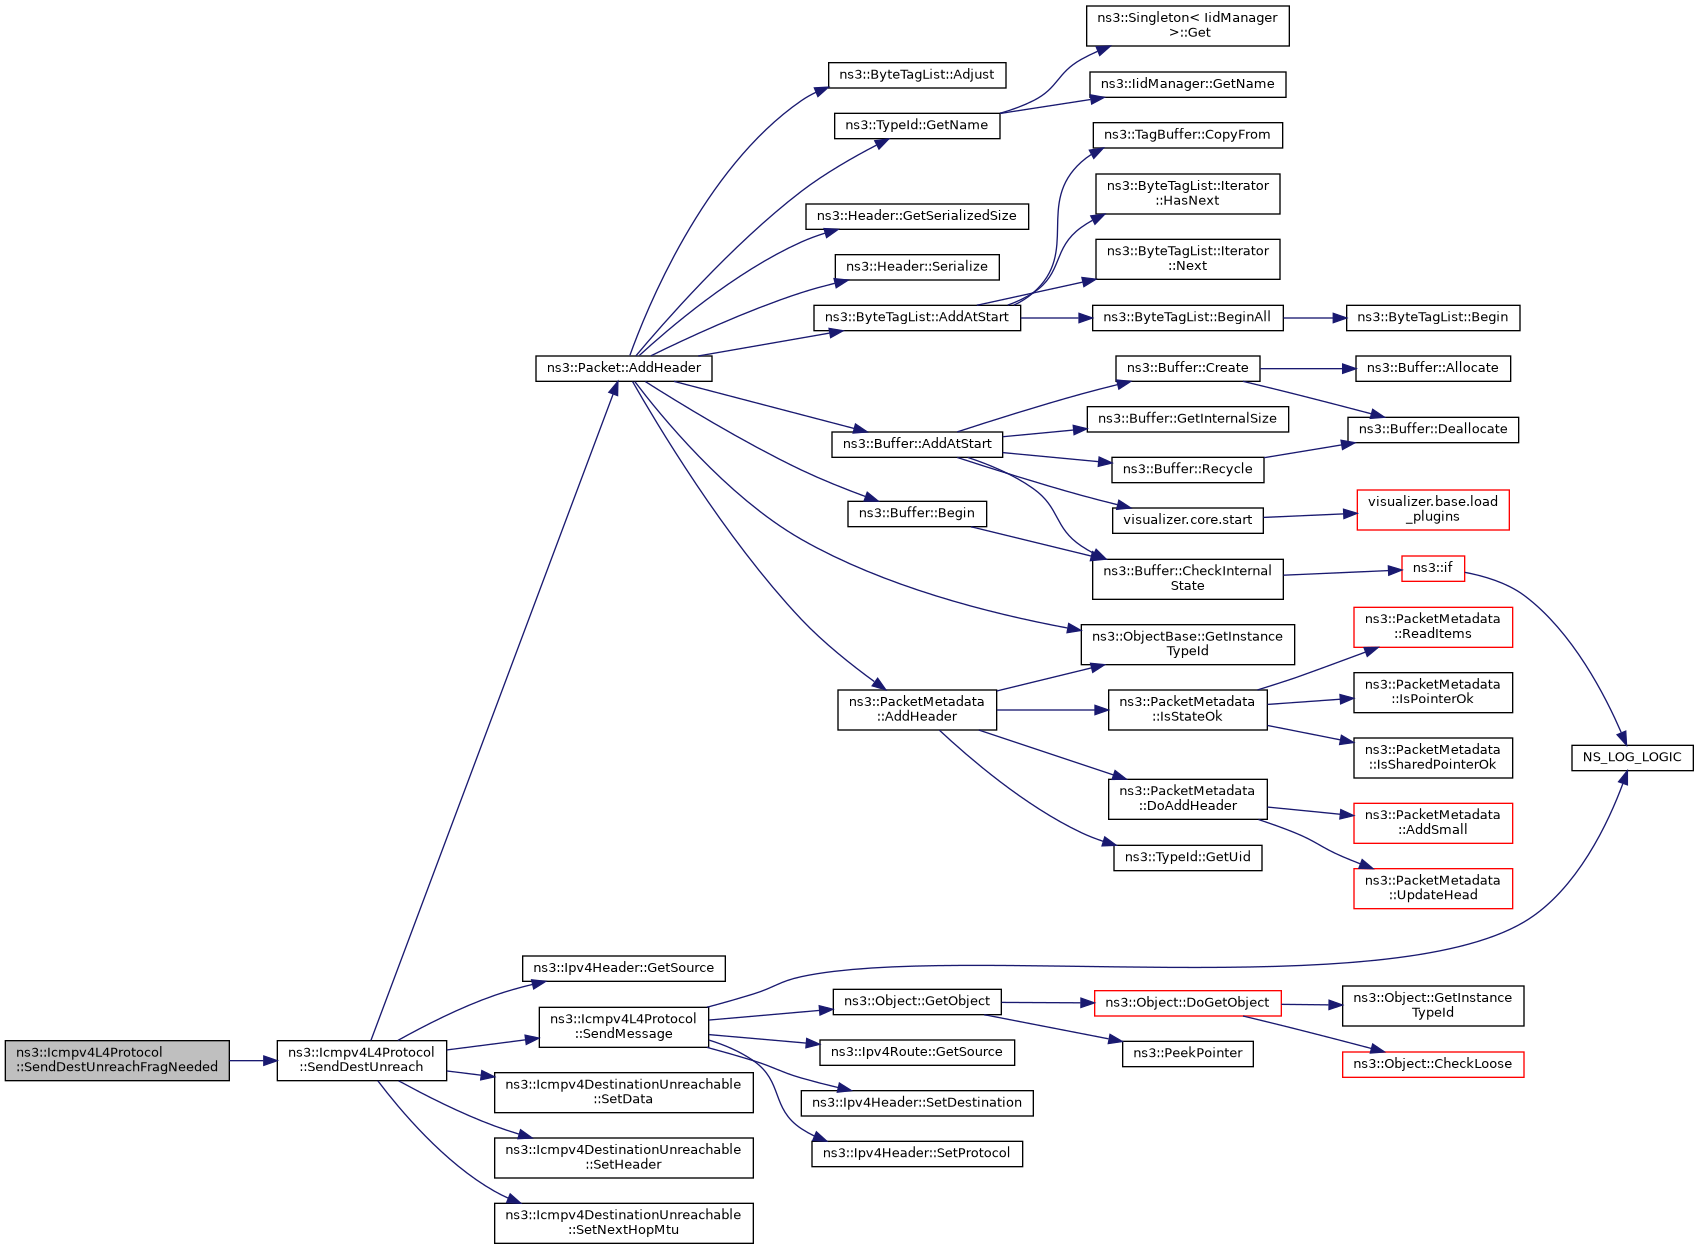 ns3::Icmpv4L4Protocol
::SendDestUnreachFragNeeded
ns3::Icmpv4L4Protocol
::SendDestUnreach
ns3::Packet::AddHeader
ns3::ByteTagList::Adjust
ns3::TypeId::GetName
ns3::Singleton< IidManager
>::Get
ns3::IidManager::GetName
ns3::Header::GetSerializedSize
ns3::Header::Serialize
ns3::ByteTagList::AddAtStart
ns3::TagBuffer::CopyFrom
ns3::ByteTagList::Iterator
::HasNext
ns3::ByteTagList::Iterator
::Next
ns3::ByteTagList::BeginAll
ns3::ByteTagList::Begin
ns3::Buffer::AddAtStart
ns3::Buffer::Create
ns3::Buffer::Allocate
ns3::Buffer::GetInternalSize
ns3::Buffer::Deallocate
ns3::Buffer::Recycle
visualizer.core.start
visualizer.base.load
_plugins
ns3::Buffer::Begin
ns3::Buffer::CheckInternal
State
ns3::if
NS_LOG_LOGIC
ns3::ObjectBase::GetInstance
TypeId
ns3::PacketMetadata
::AddHeader
ns3::PacketMetadata
::IsStateOk
ns3::PacketMetadata
::ReadItems
ns3::PacketMetadata
::IsPointerOk
ns3::PacketMetadata
::IsSharedPointerOk
ns3::PacketMetadata
::DoAddHeader
ns3::PacketMetadata
::AddSmall
ns3::PacketMetadata
::UpdateHead
ns3::TypeId::GetUid
ns3::Ipv4Header::GetSource
ns3::Icmpv4L4Protocol
::SendMessage
ns3::Object::GetObject
ns3::Object::DoGetObject
ns3::Object::GetInstance
TypeId
ns3::Object::CheckLoose
ns3::PeekPointer
ns3::Ipv4Route::GetSource
ns3::Ipv4Header::SetDestination
ns3::Ipv4Header::SetProtocol
ns3::Icmpv4DestinationUnreachable
::SetData
ns3::Icmpv4DestinationUnreachable
::SetHeader
ns3::Icmpv4DestinationUnreachable
::SetNextHopMtu